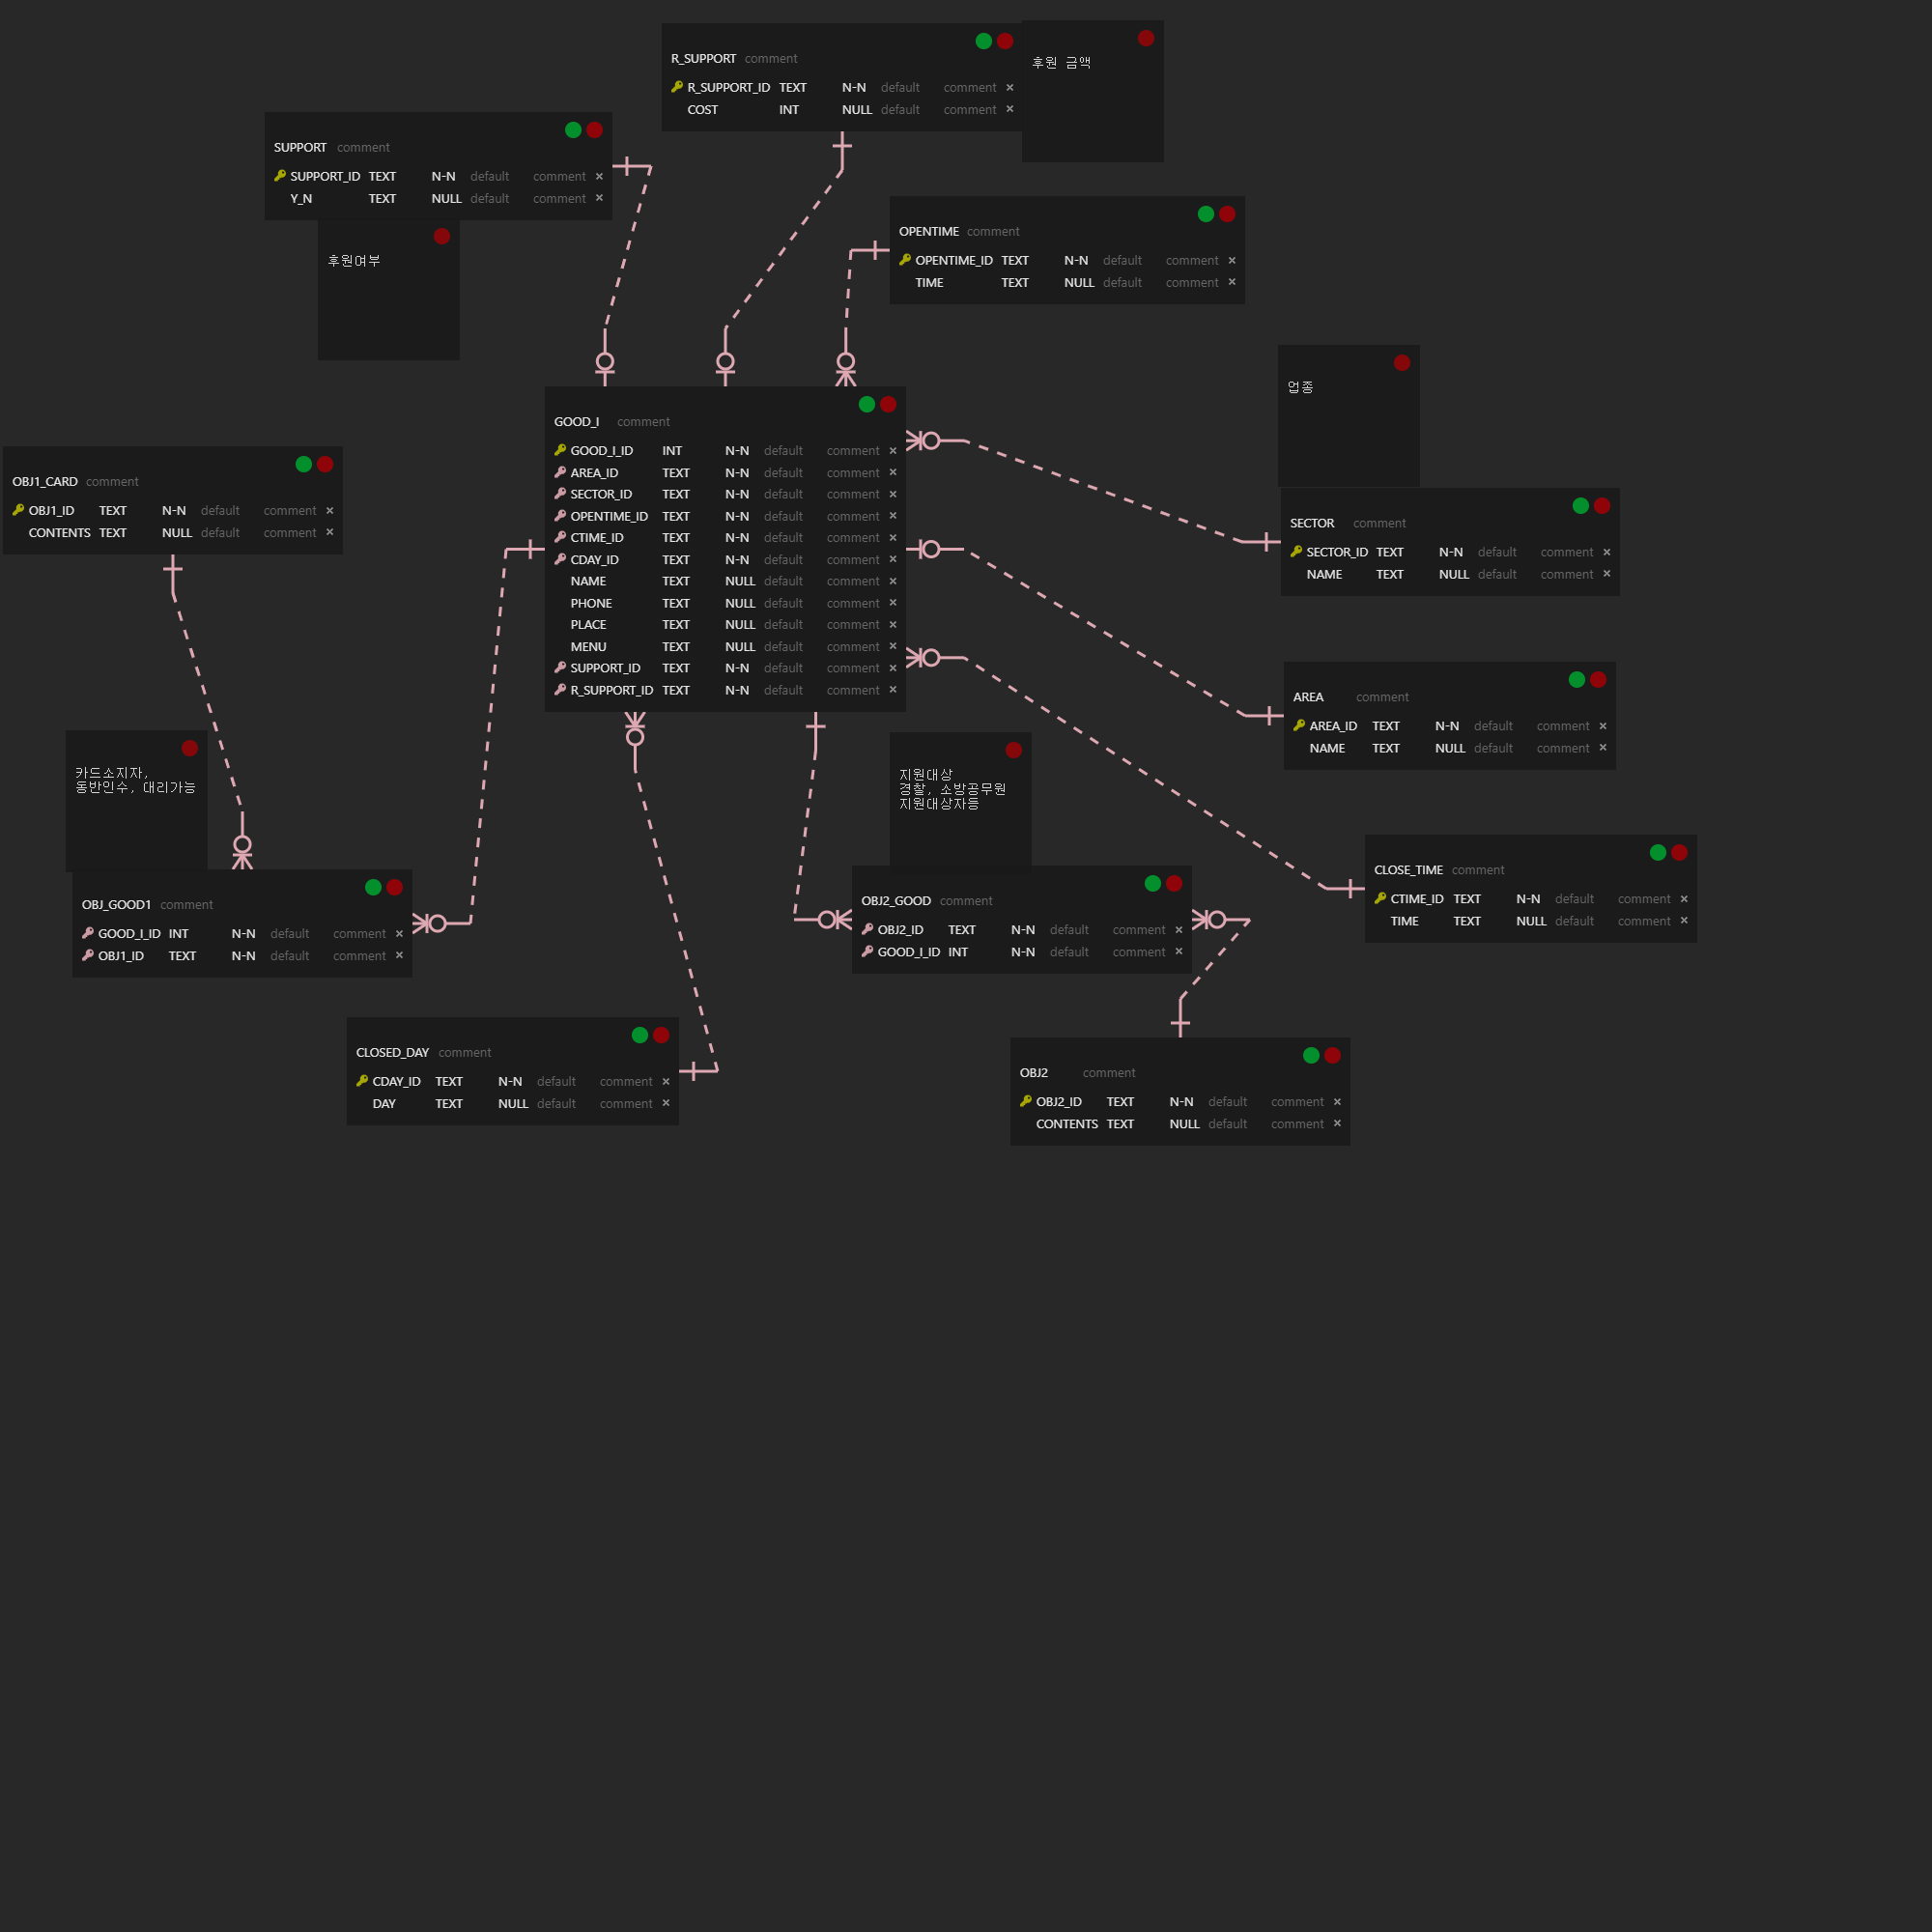 R_SUPPORT comment
R_SUPPORT_ID TEXT N-N default comment ×
COST INT NULL default comment ×
후원 금액
SUPPORT comment
SUPPORT_ID TEXT N-N default comment ×
Y_N TEXT NULL default comment ×
후원여부
OPENTIME comment
OPENTIME_ID TEXT N-N default comment ×
TIME TEXT NULL default comment ×
업종
GOOD_I comment
GOOD_I_ID INT N-N default comment ×
AREA_ID TEXT N-N default comment ×
SECTOR_ID TEXT N-N default comment ×
OPENTIME_ID TEXT N-N default comment ×
CTIME_ID TEXT N-N default comment ×
CDAY_ID TEXT N-N default comment ×
NAME TEXT NULL default comment ×
PHONE TEXT NULL default comment ×
PLACE TEXT NULL default comment ×
MENU TEXT NULL default comment ×
SUPPORT_ID TEXT N-N default comment ×
R_SUPPORT_ID TEXT N-N default comment ×
OBJ1_CARD comment
OBJ1_ID TEXT N-N default comment ×
CONTENTS TEXT NULL default comment ×
SECTOR comment
SECTOR_ID TEXT N-N default comment ×
NAME TEXT NULL default comment ×
AREA comment
AREA_ID TEXT N-N default comment ×
NAME TEXT NULL default comment ×
카드소지자,
동반인수, 대리가능
지원대상
경찰, 소방공무원
지원대상자등
CLOSE_TIME comment
CTIME_ID TEXT N-N default comment ×
TIME TEXT NULL default comment ×
OBJ_GOOD1 comment
GOOD_I_ID INT N-N default comment ×
OBJ1_ID TEXT N-N default comment ×
OBJ2_GOOD comment
OBJ2_ID TEXT N-N default comment ×
GOOD_I_ID INT N-N default comment ×
CLOSED_DAY comment
CDAY_ID TEXT N-N default comment ×
DAY TEXT NULL default comment ×
OBJ2 comment
OBJ2_ID TEXT N-N default comment ×
CONTENTS TEXT NULL default comment ×